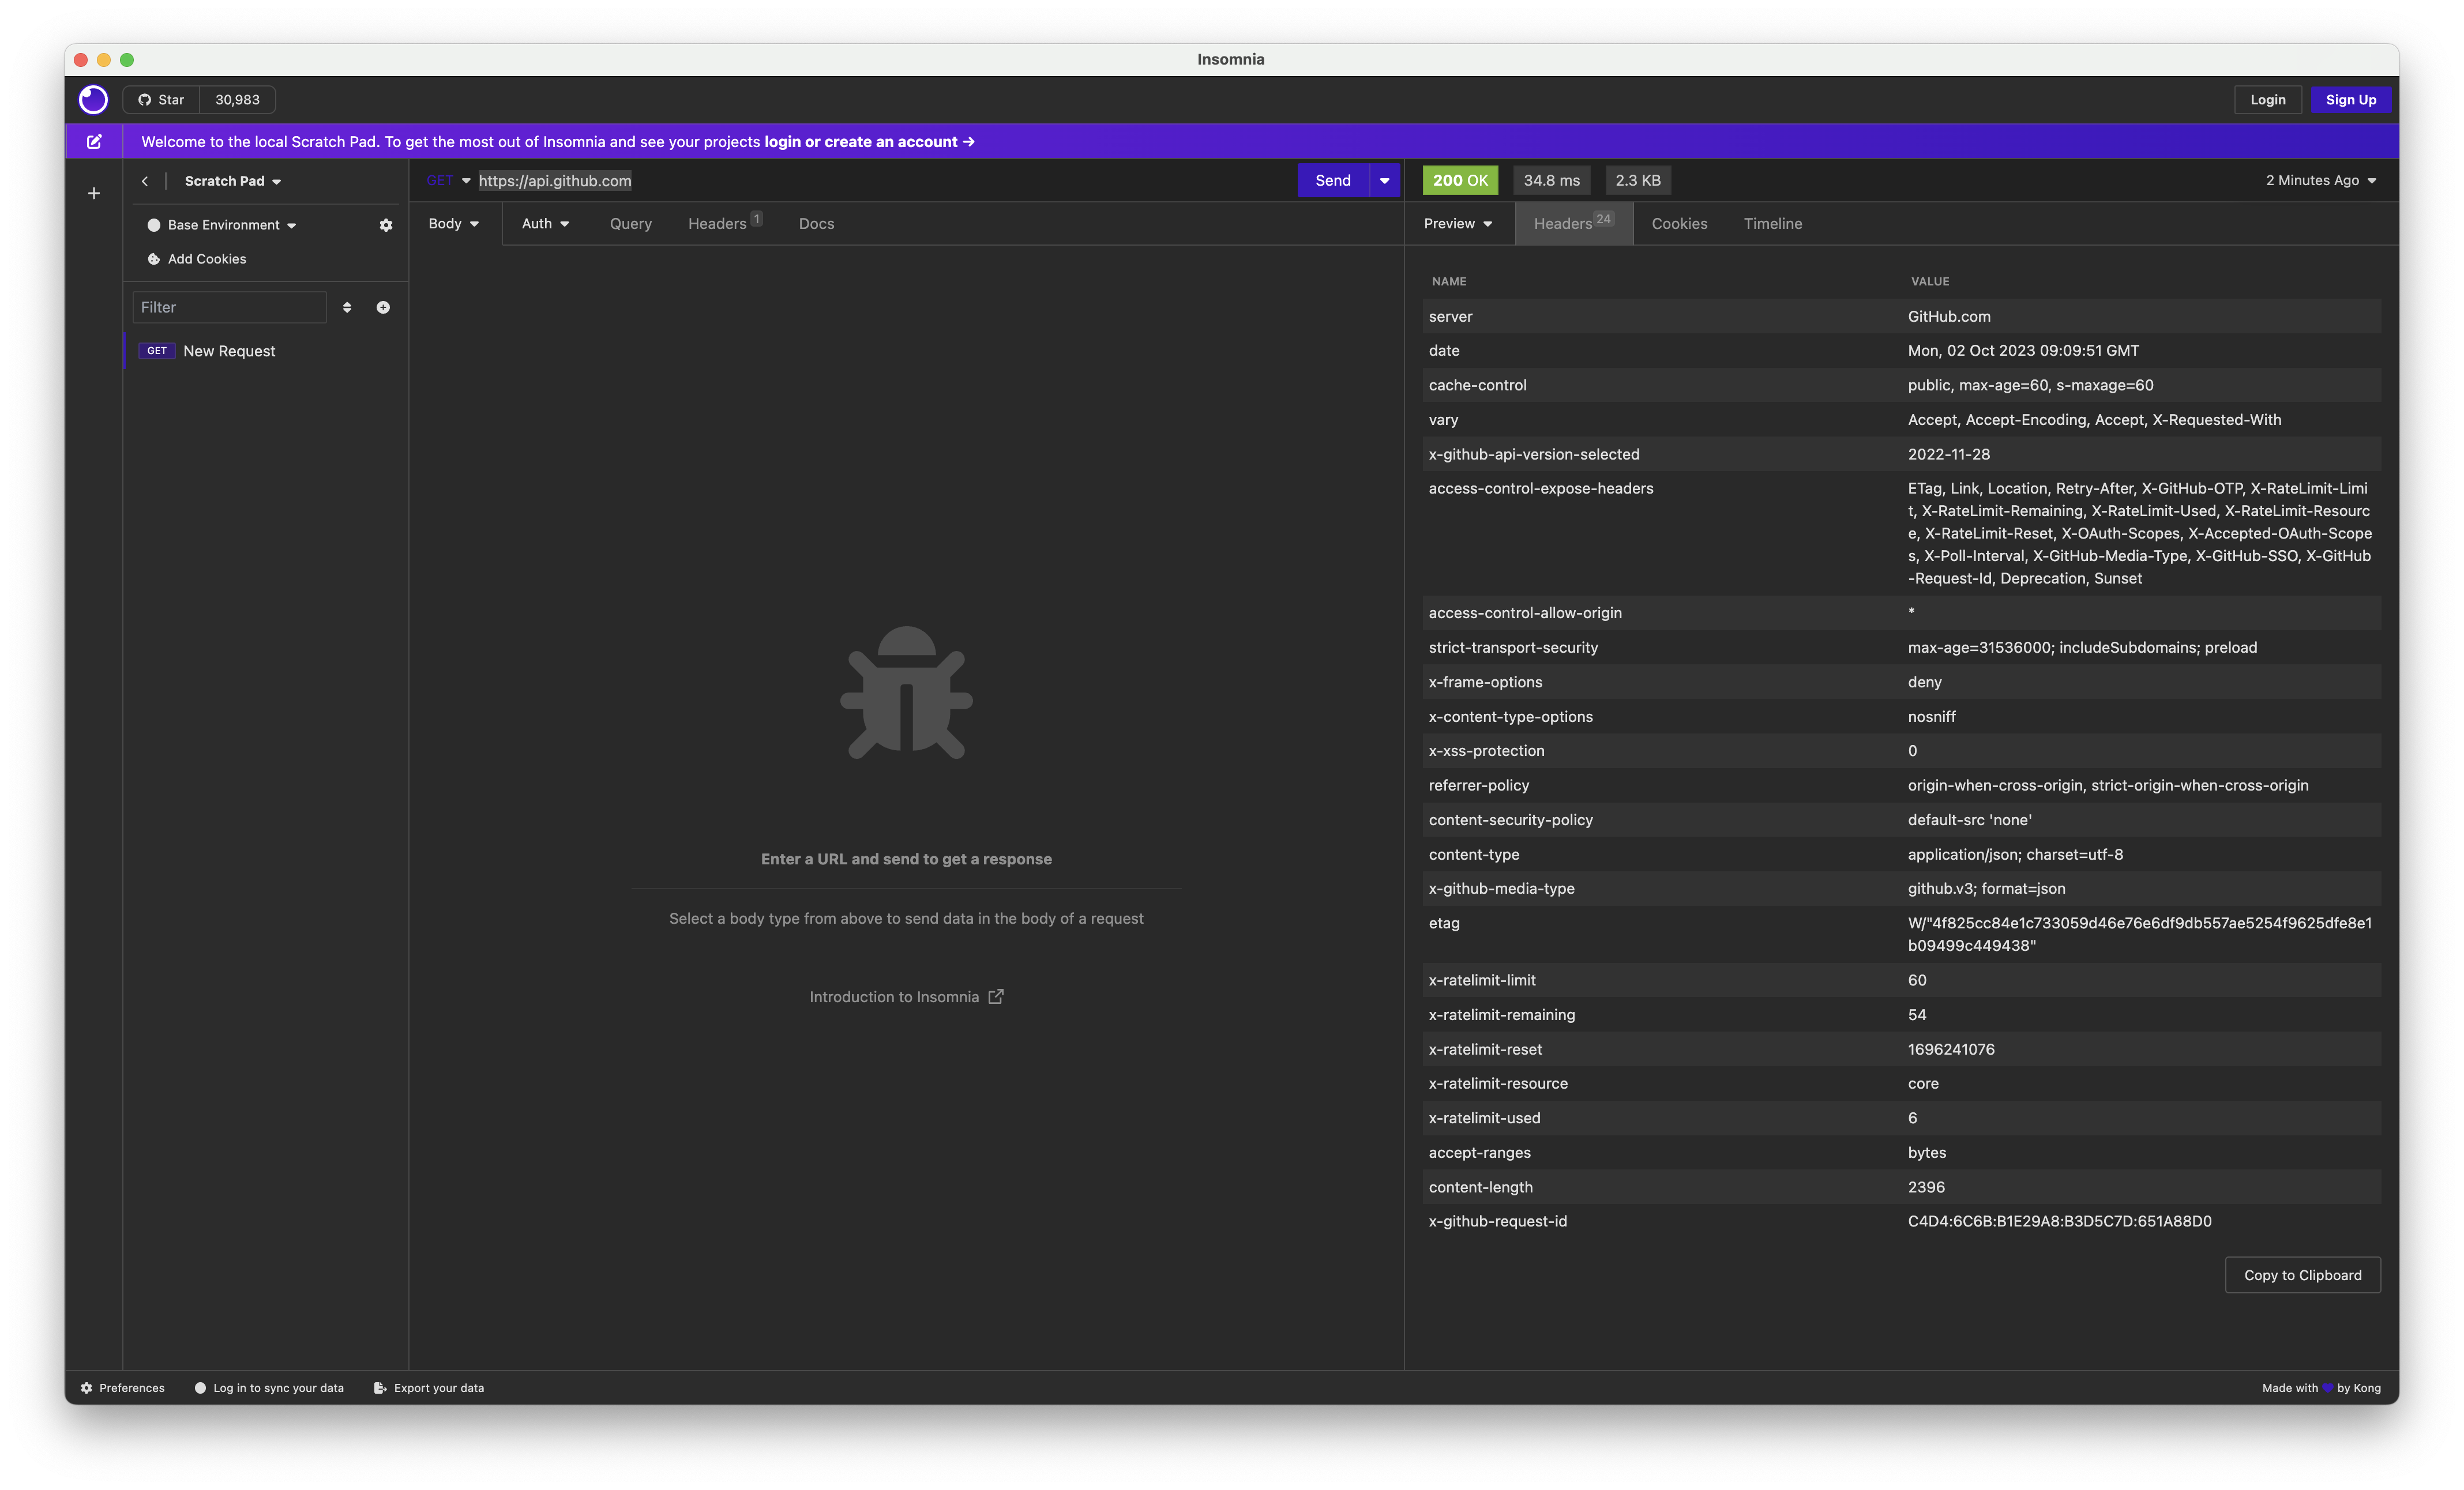 Insomnia
Star 30,983
Login Sign Up
Welcome to the local Scratch Pad. To get the most out of Insomnia and see your projects login or create an account →
Scratch Pad
Base Environment
Add Cookies
Filter
GET New Request
GET https://api.github.com Send
Body Auth Query Headers 1 Docs
Enter a URL and send to get a response
Select a body type from above to send data in the body of a request
Introduction to Insomnia
200 OK 34.8 ms 2.3 KB 2 Minutes Ago
Preview Headers 24 Cookies Timeline
NAME VALUE
server GitHub.com
date Mon, 02 Oct 2023 09:09:51 GMT
cache-control public, max-age=60, s-maxage=60
vary Accept, Accept-Encoding, Accept, X-Requested-With
x-github-api-version-selected 2022-11-28
access-control-expose-headers ETag, Link, Location, Retry-After, X-GitHub-OTP, X-RateLimit-Limi
t, X-RateLimit-Remaining, X-RateLimit-Used, X-RateLimit-Resourc
e, X-RateLimit-Reset, X-OAuth-Scopes, X-Accepted-OAuth-Scope
s, X-Poll-Interval, X-GitHub-Media-Type, X-GitHub-SSO, X-GitHub
-Request-Id, Deprecation, Sunset
access-control-allow-origin *
strict-transport-security max-age=31536000; includeSubdomains; preload
x-frame-options deny
x-content-type-options nosniff
x-xss-protection 0
referrer-policy origin-when-cross-origin, strict-origin-when-cross-origin
content-security-policy default-src 'none'
content-type application/json; charset=utf-8
x-github-media-type github.v3; format=json
etag W/"4f825cc84e1c733059d46e76e6df9db557ae5254f9625dfe8e1
b09499c449438"
x-ratelimit-limit 60
x-ratelimit-remaining 54
x-ratelimit-reset 1696241076
x-ratelimit-resource core
x-ratelimit-used 6
accept-ranges bytes
content-length 2396
x-github-request-id C4D4:6C6B:B1E29A8:B3D5C7D:651A88D0
Copy to Clipboard
Preferences Log in to sync your data Export your data Made with 💜 by Kong